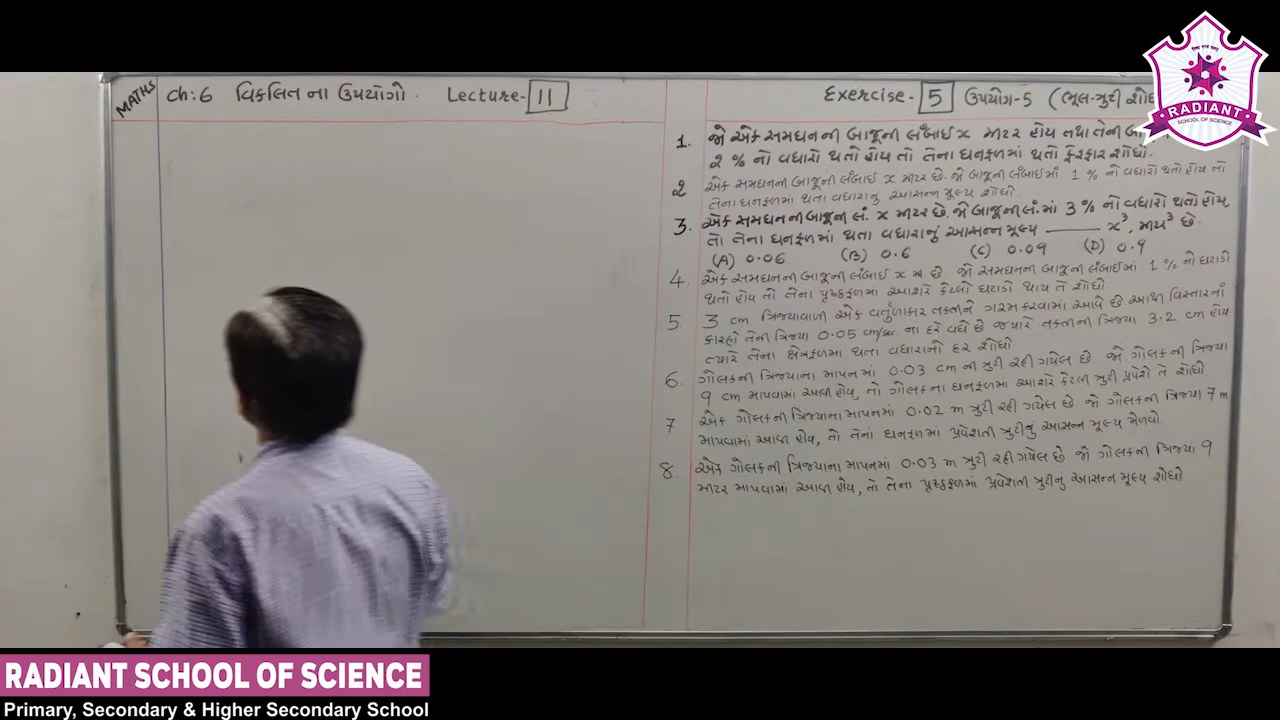 MATHS
Ch:6 વિકલિત ના ઉપયોગો. Lecture-11
Exercise-5 ઉપયોગ-5 (ભૂલ-ત્રુટી શોધ
1. જો એક સમઘનની બાજૂની લંબાઈ x મીટર હોય તથા તેની બા
2 % નો વધારો થતો હોય તો તેના ઘનફળમાં થતો ફેરફાર શોધો.
2 એક સમઘનની બાજૂની લંબાઈ x મીટર છે. જો બાજૂની લંબાઈમાં 1 % નો વધારો થતો હોય તો
તેના ઘનફળમાં થતા વધારાનું આસન્ન મૂલ્ય શોધો.
3. એક સમઘનની બાજૂની લં. x મીટર છે. જો બાજૂની લં.માં 3 % નો વધારો થતો હોય
તો તેના ઘનફળમાં થતા વધારાનું આસન્ન મૂલ્ય ______ x³, મીટર³ છે.
(A) 0.06 (B) 0.6 (C) 0.09 (D) 0.9
4. એક સમઘનની બાજૂની લંબાઈ x મી. છે. જો સમઘનની બાજૂની લંબાઈમાં 1 % નો ઘટાડો
થતો હોય તો તેના પૃષ્ઠફળમાં આશરે કેટલો ઘટાડો થાય તે શોધો.
5. 3 cm ત્રિજ્યાવાળી એક વર્તુળાકાર તકતીને ગરમ કરવામાં આવે છે. આથી વિસ્તારનાં
કારણે તેની ત્રિજ્યા 0.05 cm/sec ના દરે વધે છે જ્યારે તકતીની ત્રિજ્યા 3.2 cm હોય
ત્યારે તેના ક્ષેત્રફળમાં થતા વધારાનો દર શોધો
6. ગોલકની ત્રિજ્યાના માપનમાં 0.03 cm ની ત્રુટી રહી ગયેલ છે. જો ગોલકની ત્રિજ્યા
9 cm માપવામાં આવી હોય, તો ગોલકના ઘનફળમાં આશરે કેટલી ત્રુટી પ્રવેશે તે શોધો
7 એક ગોલકની ત્રિજ્યાના માપનમાં 0.02 m ત્રુટી રહી ગયેલ છે. જો ગોલકની ત્રિજ્યા 7 m
માપવામાં આવી હોય, તો તેનાં ઘનફળમાં પ્રવેશતી ત્રુટીનું આસન્ન મૂલ્ય મેળવો.
8. એક ગોલકની ત્રિજ્યાના માપનમાં 0.03 m ત્રુટી રહી ગયેલ છે જો ગોલકની ત્રિજ્યાં 9
મીટર માપવામાં આવી હોય, તો તેના પૃષ્ઠફળમાં પ્રવેશતી ત્રુટીનું આસન્ન મૂલ્ય શોધો
RADIANT
SCHOOL OF SCIENCE
RADIANT SCHOOL OF SCIENCE
Primary, Secondary & Higher Secondary School